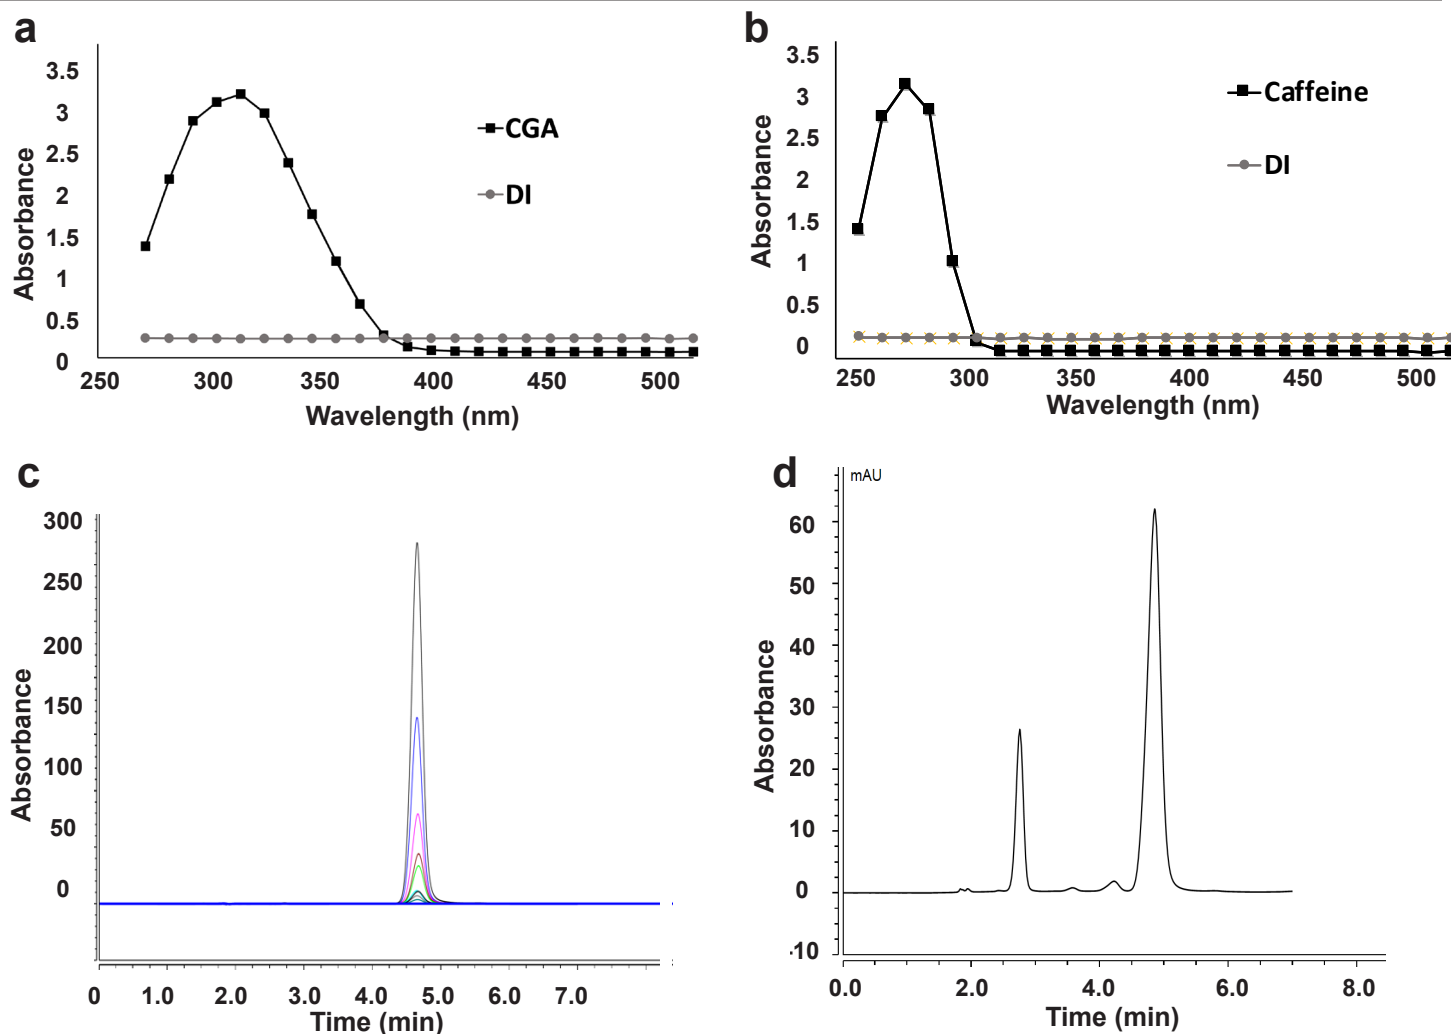 a
3.5
3
2.5
2
1.5
1
0.5
0
Absorbance
CGA
DI
250 300 350 400 450 500
Wavelength (nm)
b
3.5
3
2.5
2
1.5
1
0.5
0
Absorbance
Caffeine
DI
250 300 350 400 450 500
Wavelength (nm)
c
300
250
200
150
100
50
0
Absorbance
0 1.0 2.0 3.0 4.0 5.0 6.0 7.0
Time (min)
d
mAU
60
50
40
30
20
10
0
-10
Absorbance
0.0 2.0 4.0 6.0 8.0
Time (min)